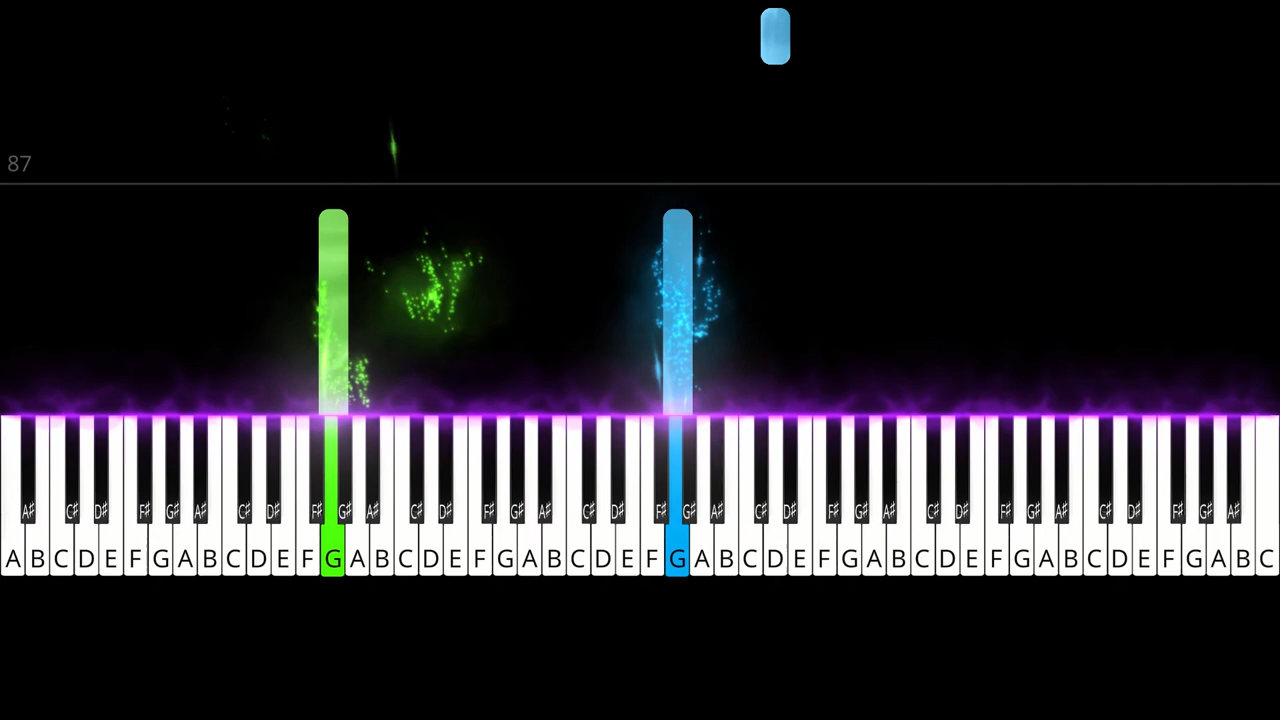 87
A♯ C♯ D♯ F♯ G♯ A♯ C♯ D♯ F♯ G♯ A♯ C♯ D♯ F♯ G♯ A♯ C♯ D♯ F♯ G♯ A♯ C♯ D♯ F♯ G♯ A♯ C♯ D♯ F♯ G♯ A♯ C♯ D♯ F♯ G♯ A♯
A B C D E F G A B C D E F G A B C D E F G A B C D E F G A B C D E F G A B C D E F G A B C D E F G A B C